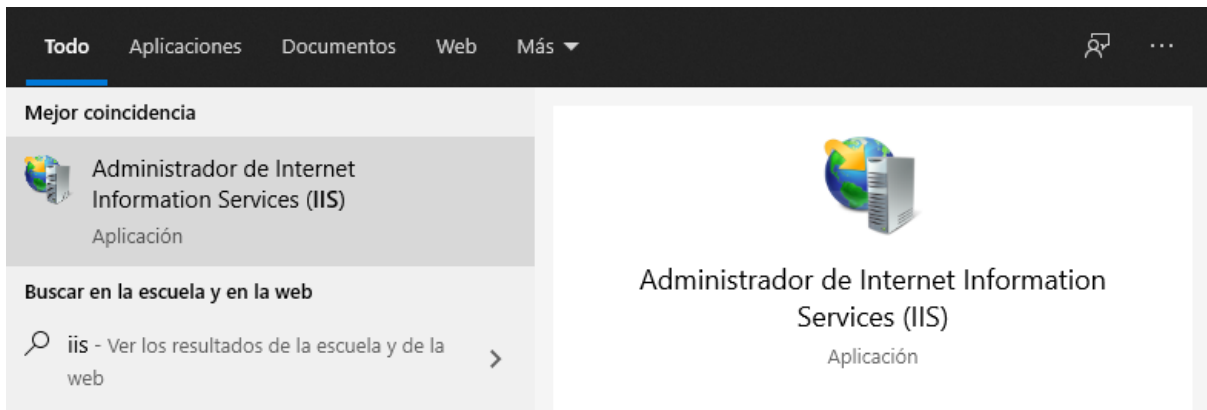 Todo Aplicaciones Documentos Web Más
Mejor coincidencia
Administrador de Internet
Information Services (IIS)
Aplicación
Buscar en la escuela y en la web
iis - Ver los resultados de la escuela y de la
web
Administrador de Internet Information
Services (IIS)
Aplicación